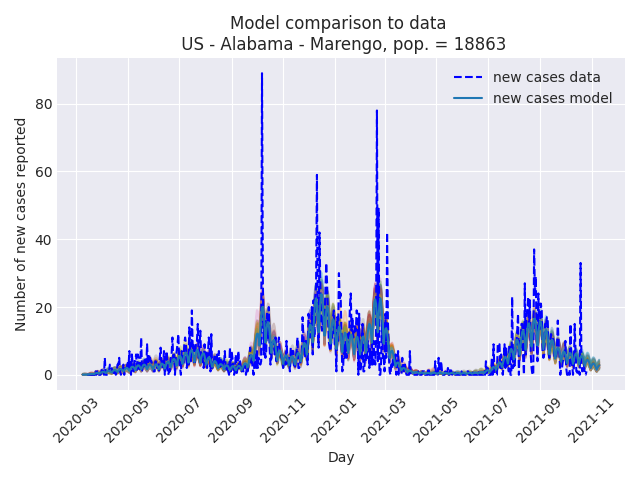 Model comparison to data
US - Alabama - Marengo, pop. = 18863
new cases data
new cases model
Number of new cases reported
80
60
40
20
0
2020-03
2020-05
2020-07
2020-09
2020-11
2021-01
2021-03
2021-05
2021-07
2021-09
2021-11
Day